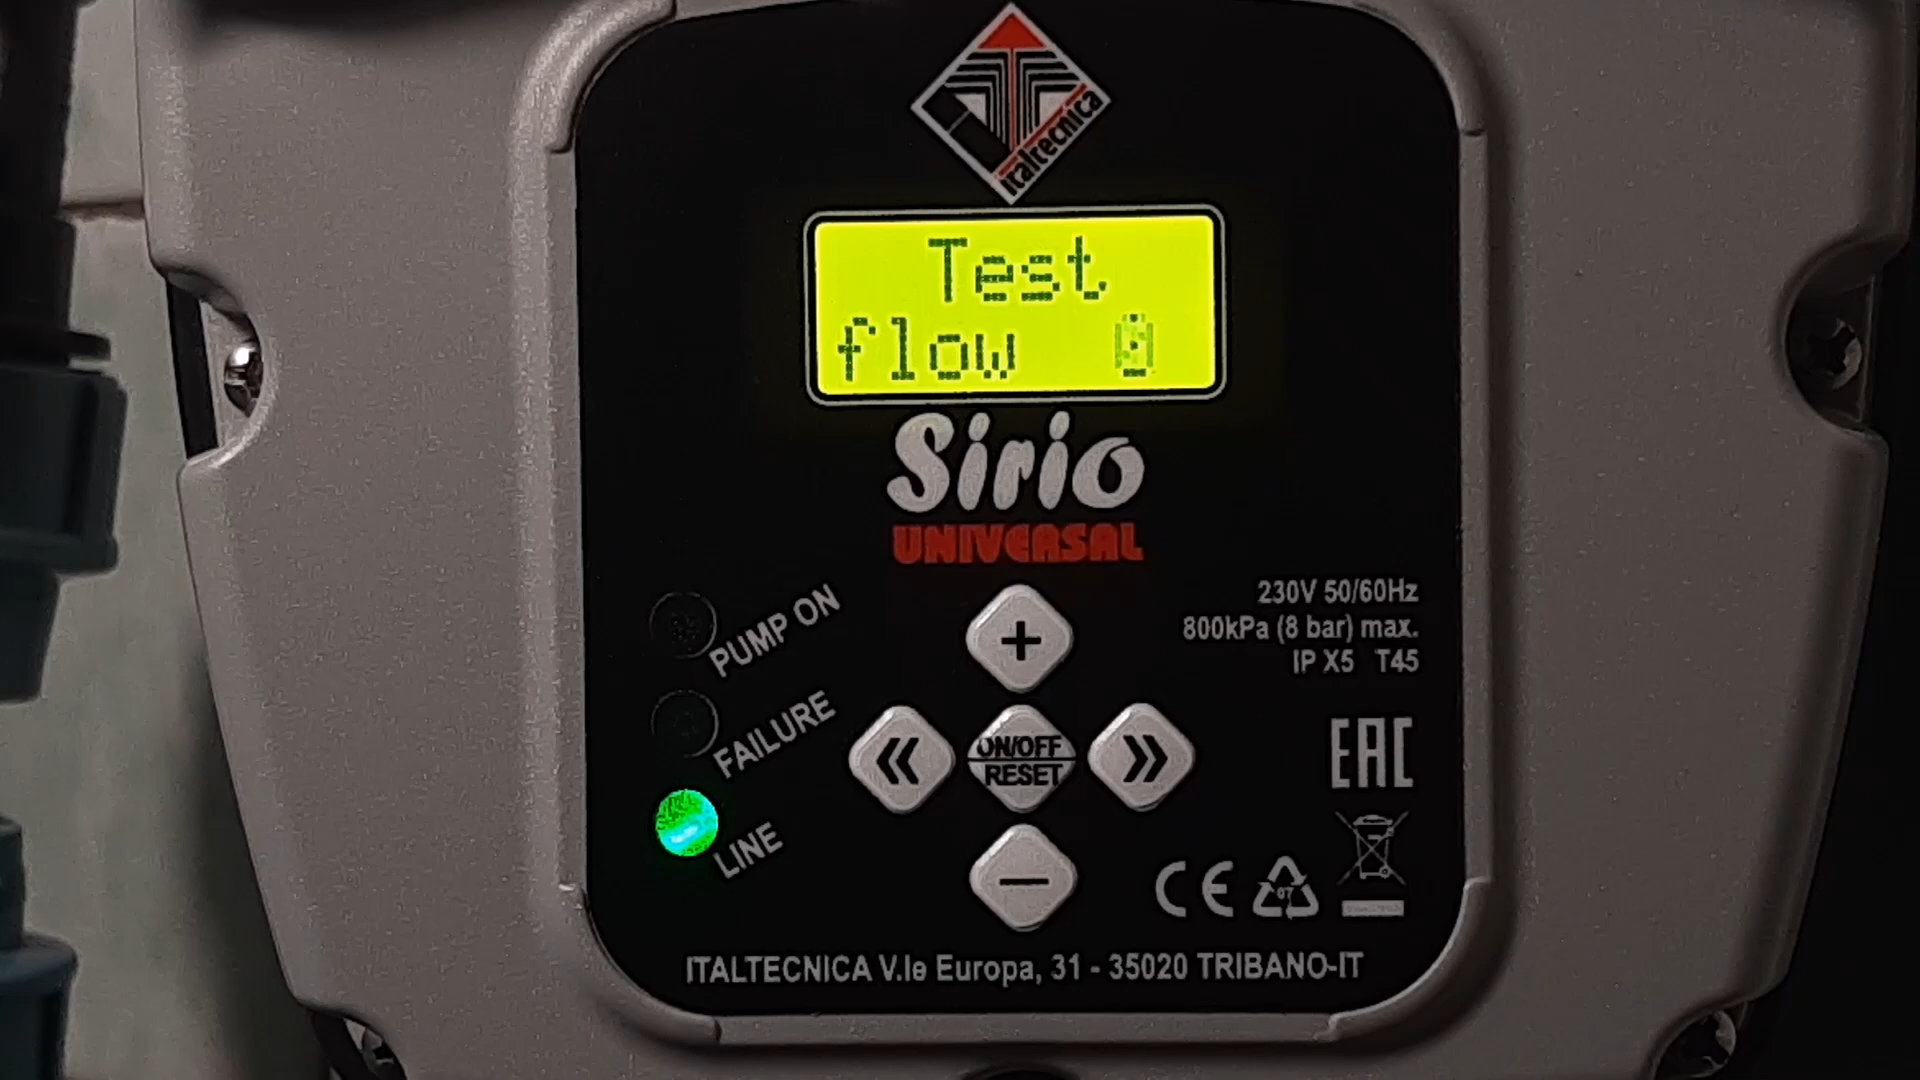 italtecnica
Test
flow 0
Sirio
UNIVERSAL
PUMP ON
FAILURE
LINE
+
«
ON/OFF
RESET
»
−
230V 50/60Hz
800kPa (8 bar) max.
IP X5 T45
EAC
CE
ITALTECNICA V.le Europa, 31 - 35020 TRIBANO-IT